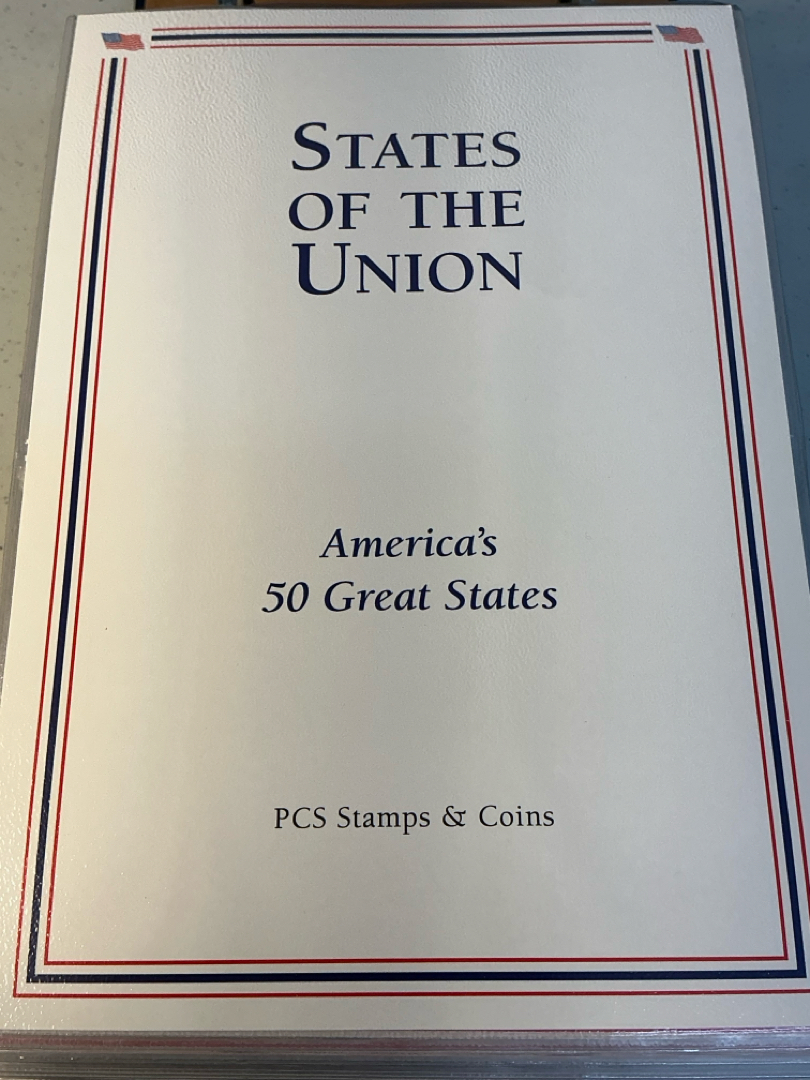 STATES
OF THE
UNION
America's
50 Great States
PCS Stamps & Coins